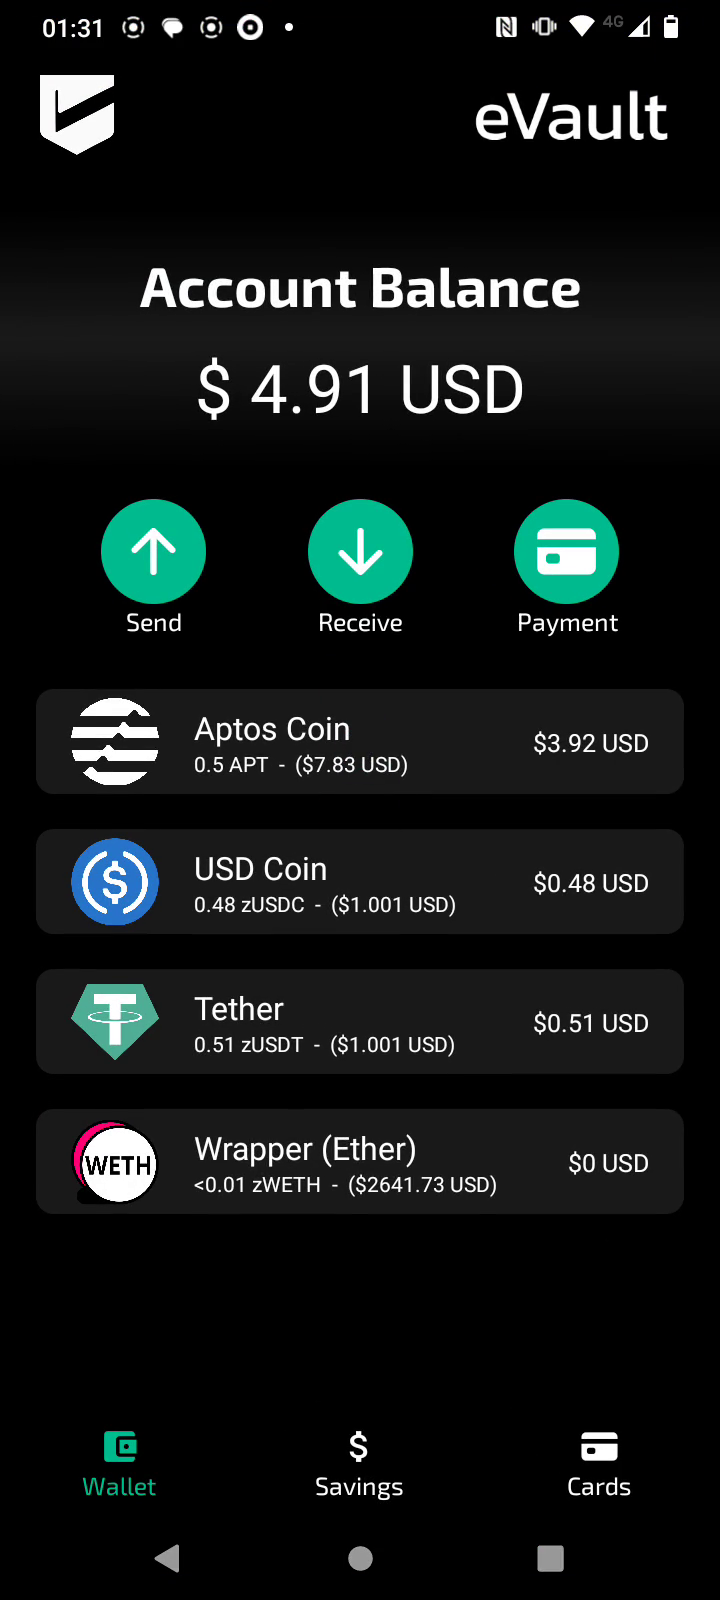 01:31
4G
eVault
Account Balance
$ 4.91 USD
Send
Receive
Payment
Aptos Coin
0.5 APT - ($7.83 USD)
$3.92 USD
USD Coin
0.48 zUSDC - ($1.001 USD)
$0.48 USD
Tether
0.51 zUSDT - ($1.001 USD)
$0.51 USD
WETH
Wrapper (Ether)
<0.01 zWETH - ($2641.73 USD)
$0 USD
Wallet
Savings
Cards